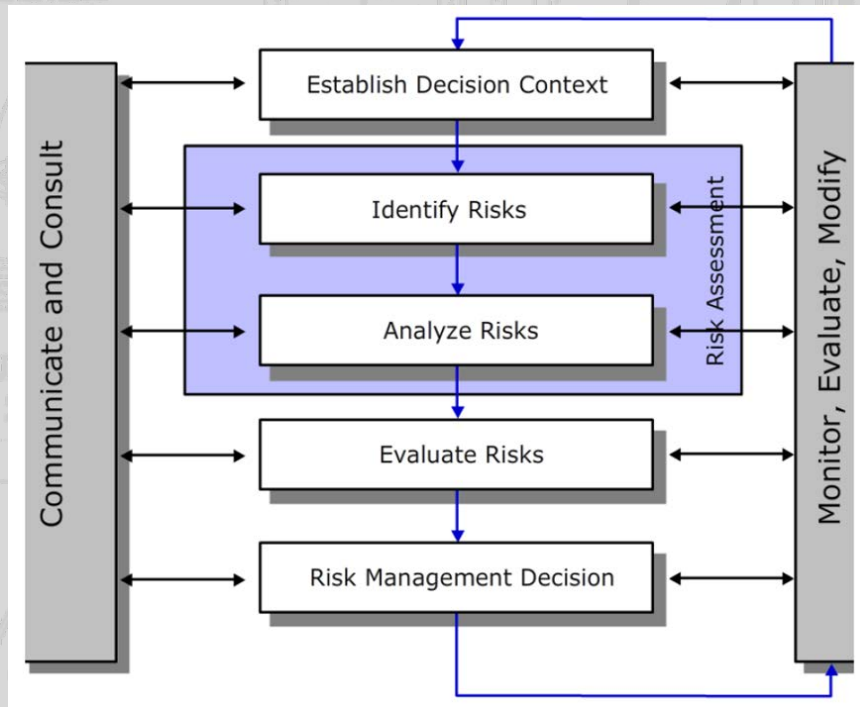 Establish Decision Context
Communicate and Consult
Identify Risks
Risk Assessment
Analyze Risks
Monitor, Evaluate, Modify
Evaluate Risks
Risk Management Decision